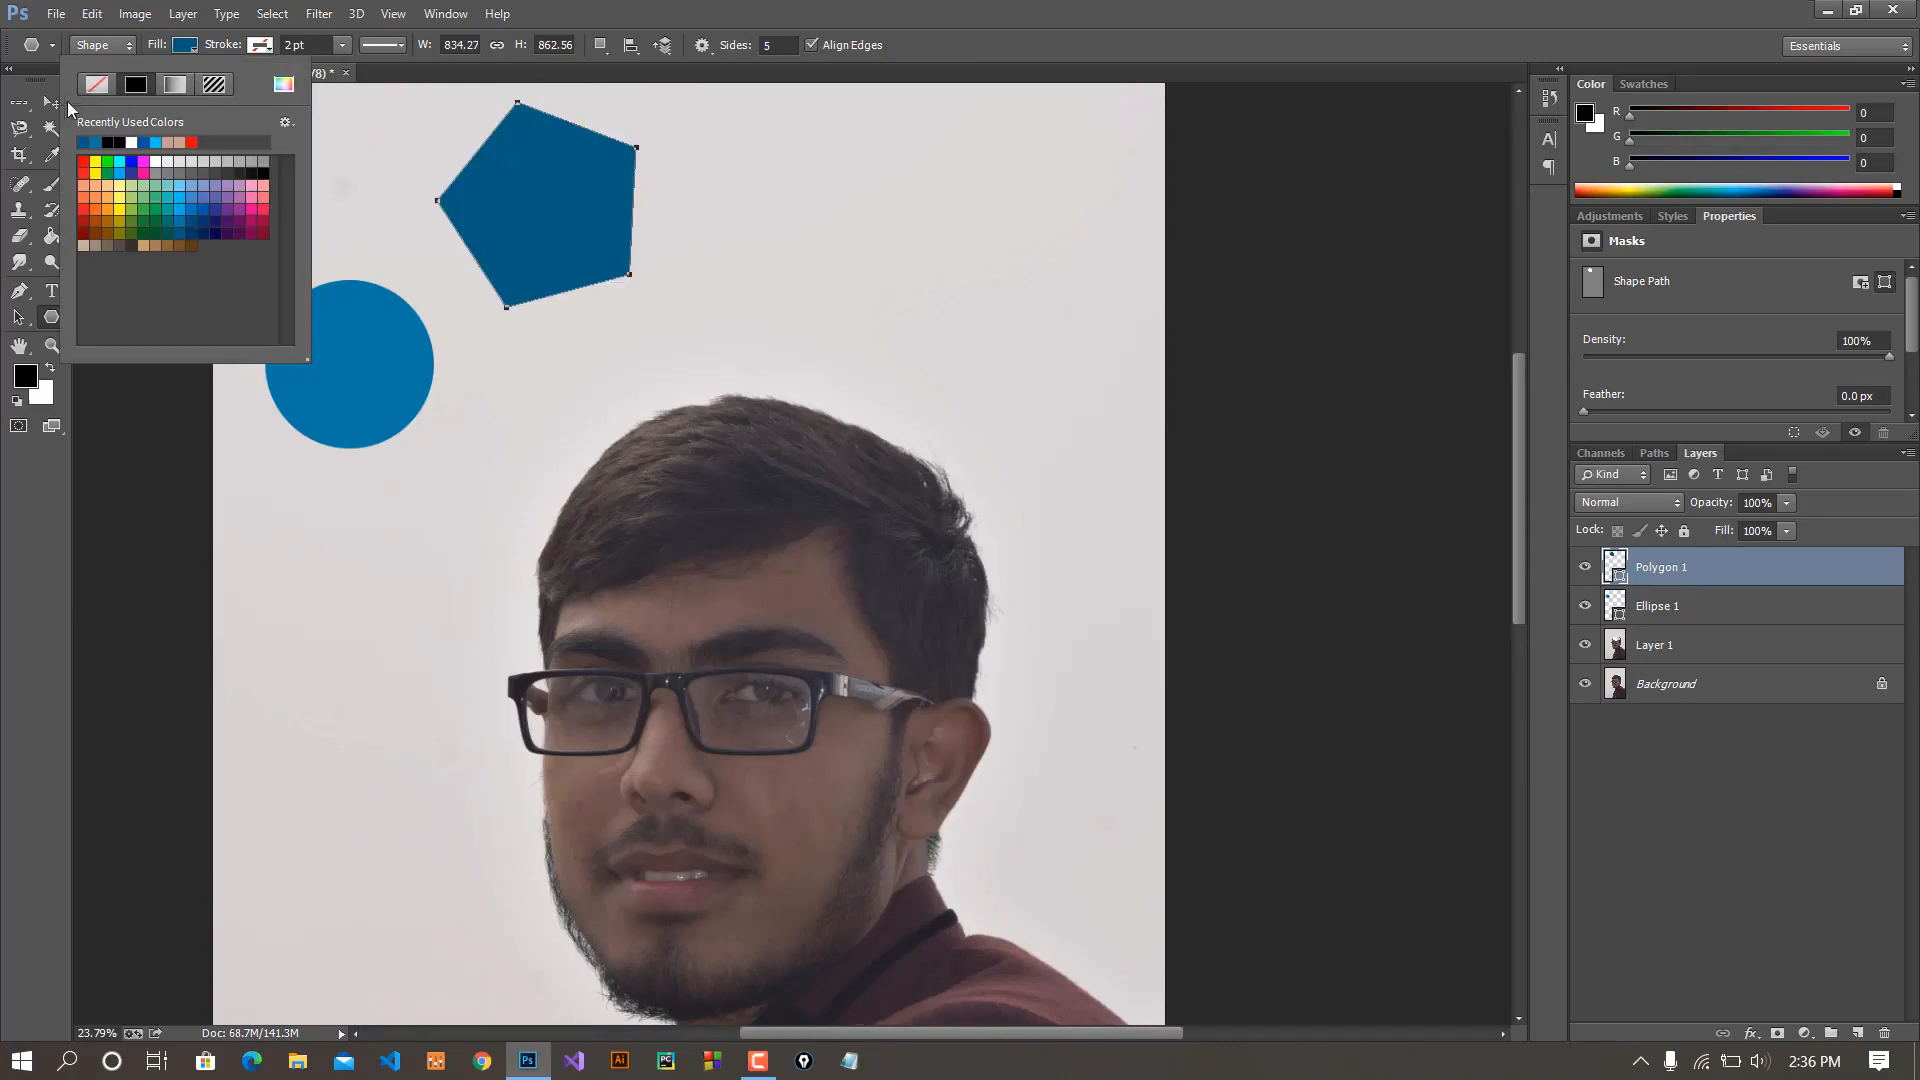 Ps File Edit Image Layer Type Select Filter 3D View Window Help
Shape Fill: Stroke: 2 pt W: 834.27 H: 862.56 Sides: 5 Align Edges Essentials
/8) * ×
Color Swatches
Recently Used Colors
R 0
G 0
B 0
Adjustments Styles Properties
Masks
Shape Path
Density: 100%
Feather: 0.0 px
Channels Paths Layers
Kind
Normal Opacity: 100%
Lock: Fill: 100%
Polygon 1
Ellipse 1
Layer 1
Background
23.79% Doc: 68.7M/141.3M
2:36 PM